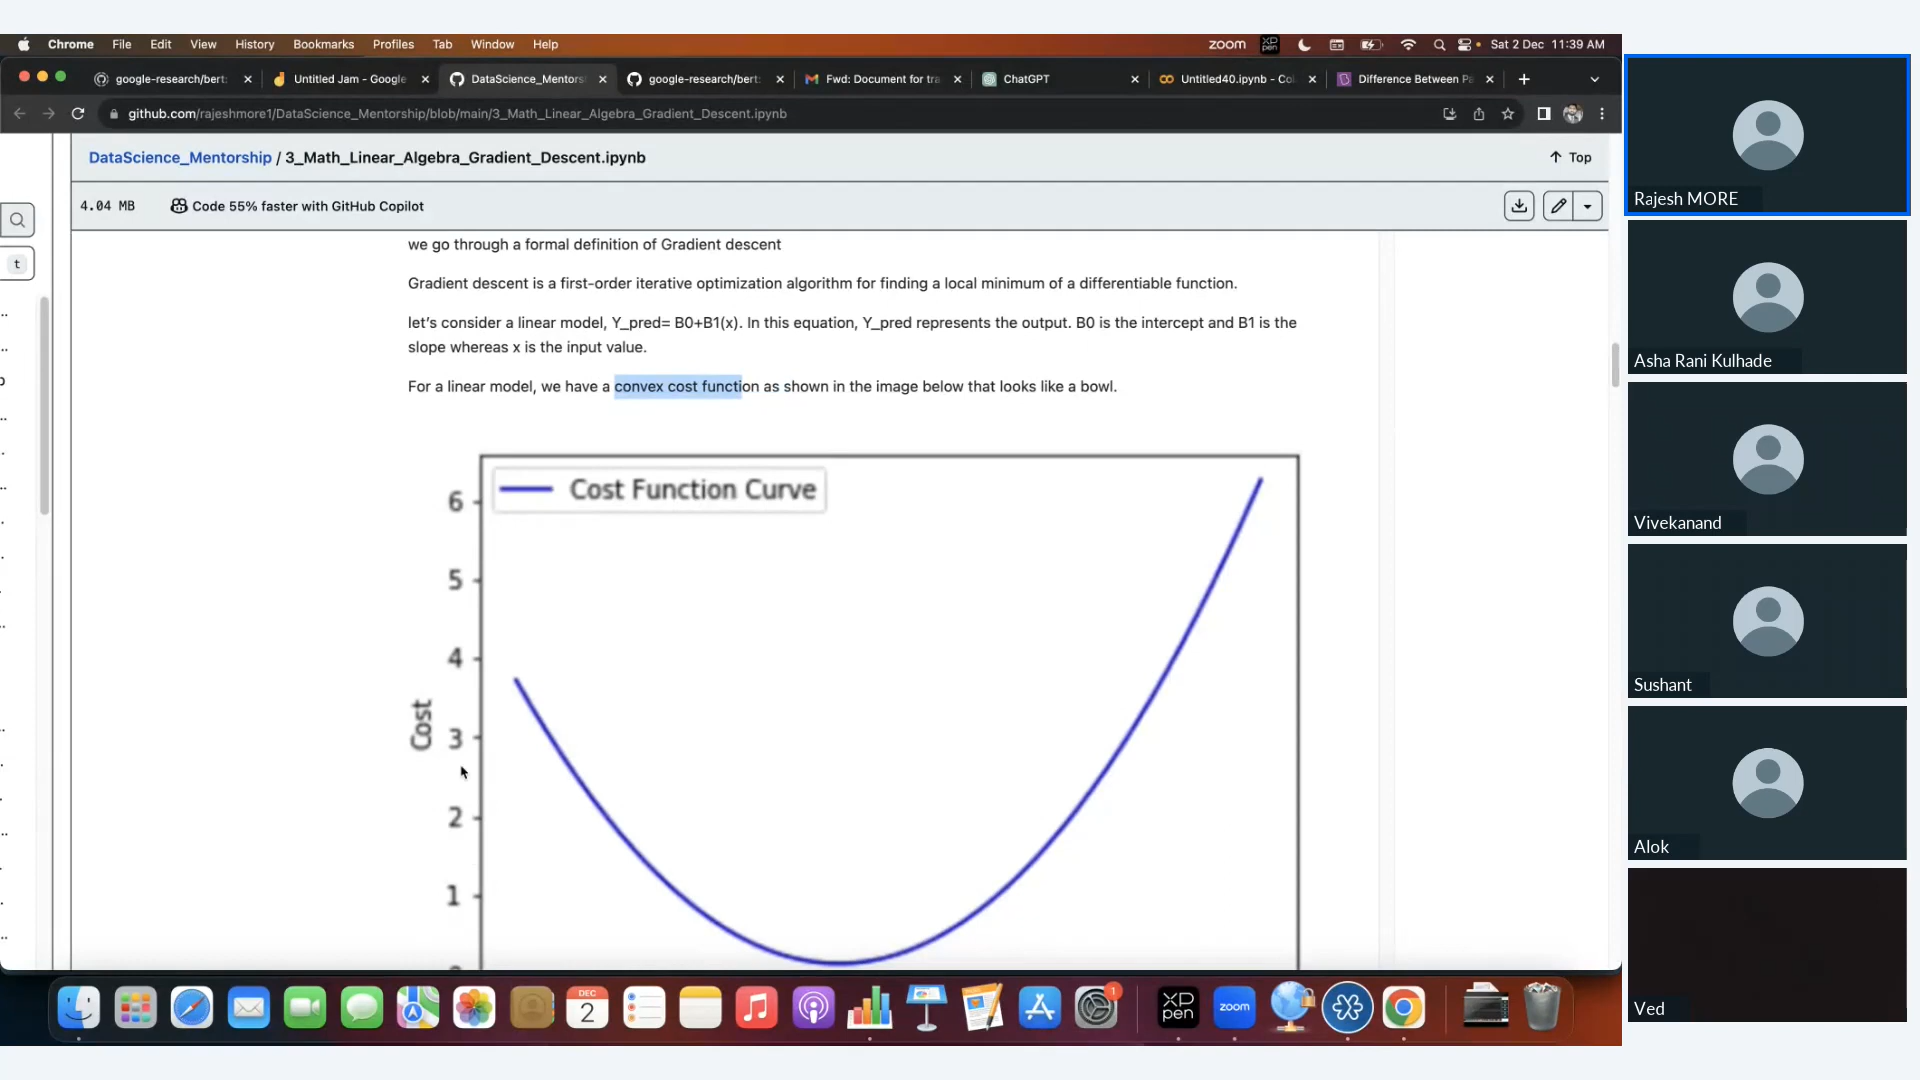 Chrome File Edit View History Bookmarks Profiles Tab Window Help
zoom XP pen Sat 2 Dec 11:39 AM
google-research/bert: Untitled Jam - Google DataScience_Mentors google-research/bert: Fwd: Document for tra ChatGPT Untitled40.ipynb - Co Difference Between Pa
github.com/rajeshmore1/DataScience_Mentorship/blob/main/3_Math_Linear_Algebra_Gradient_Descent.ipynb
DataScience_Mentorship / 3_Math_Linear_Algebra_Gradient_Descent.ipynb
Top
4.04 MB Code 55% faster with GitHub Copilot
t
we go through a formal definition of Gradient descent
Gradient descent is a first-order iterative optimization algorithm for finding a local minimum of a differentiable function.
let's consider a linear model, Y_pred= B0+B1(x). In this equation, Y_pred represents the output. B0 is the intercept and B1 is the
slope whereas x is the input value.
For a linear model, we have a convex cost function as shown in the image below that looks like a bowl.
Cost Function Curve
6
5
4
3
2
1
Cost
DEC
2
1
XP
pen
zoom
Rajesh MORE
Asha Rani Kulhade
Vivekanand
Sushant
Alok
Ved